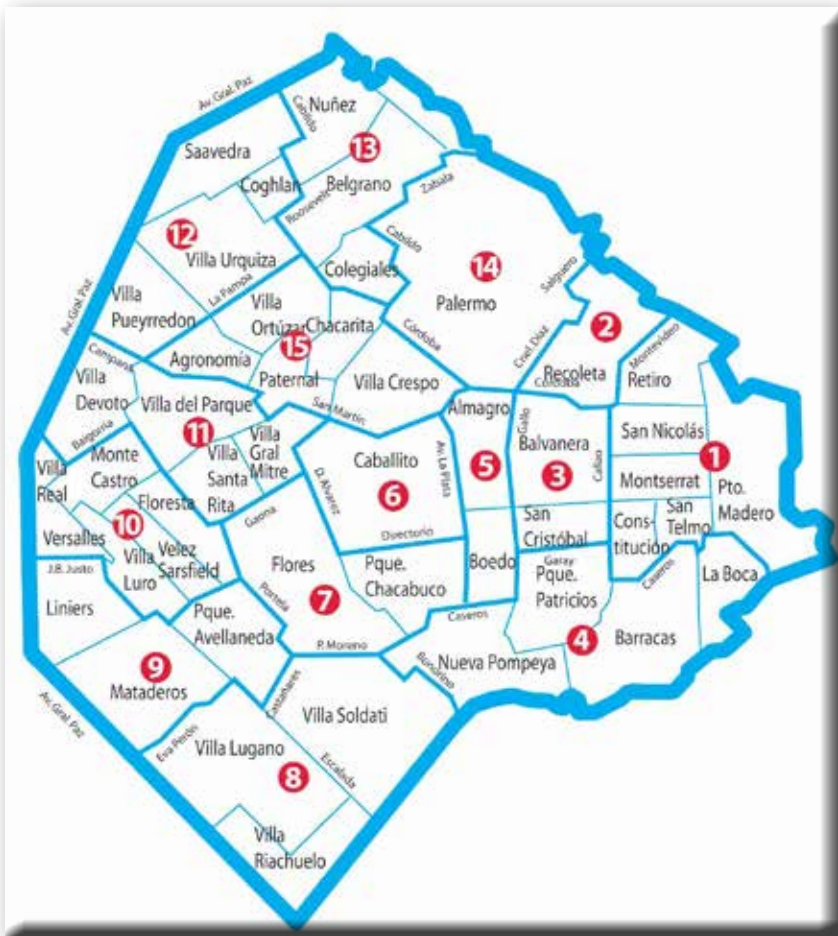 Av. Gral. Paz
Cabildo
Nuñez
13
Saavedra
Coghlan
Roosevelt
Belgrano
Zabala
12
Villa Urquiza
La Pampa
Cabildo
14
Palermo
Colegiales
Salguero
Av. Gral. Paz
Villa
Pueyrredon
Villa
Ortúzar
Chacarita
15
Agronomía
Paternal
Córdoba
Villa Crespo
Cnel. Díaz
2
Recoleta
Córdoba
Montevideo
Retiro
Campana
Villa
Devoto
Baigorria
Villa del Parque
11
San Martín
Villa
Gral
Mitre
Villa
Santa
Rita
Almagro
Gallo
Balvanera
3
Callao
San Nicolás
1
Montserrat
Pto.
Madero
Caballito
6
Av. La Plata
5
D. Alvarez
Directorio
Villa
Real
Monte
Castro
Floresta
10
Versalles
Villa
Luro
Velez
Sarsfield
Gaona
San
Cristóbal
Cons-
titución
San
Telmo
Flores
7
Portela
Pque.
Chacabuco
Boedo
Garay
Pque.
Patricios
Caseros
La Boca
J.B. Justo
Liniers
Pque.
Avellaneda
P. Moreno
Caseros
4
Barracas
Nueva Pompeya
Bonorino
9
Mataderos
Av. Gral. Paz
Castañares
Villa Soldati
Eva Perón
Villa Lugano
8
Escalada
Villa
Riachuelo